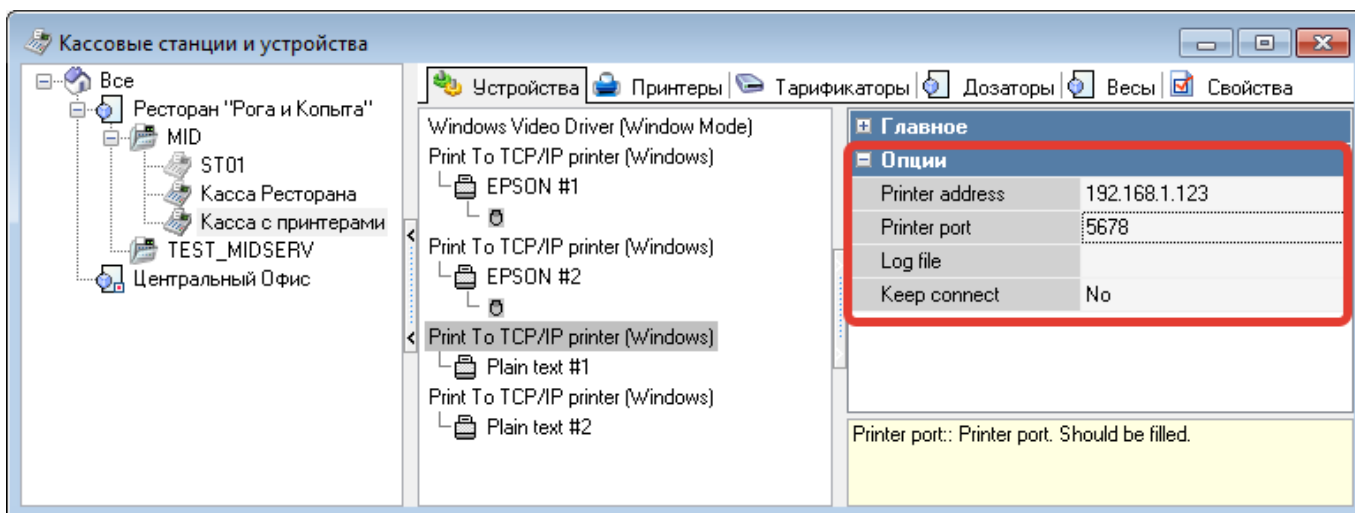 Кассовые станции и устройства
Все
Ресторан "Рога и Копыта"
MID
ST01
Касса Ресторана
Касса с принтерами
TEST_MIDSERV
Центральный Офис
Устройства Принтеры Тарификаторы Дозаторы Весы Свойства
Windows Video Driver (Window Mode)
Print To TCP/IP printer (Windows)
EPSON #1
Print To TCP/IP printer (Windows)
EPSON #2
Print To TCP/IP printer (Windows)
Plain text #1
Print To TCP/IP printer (Windows)
Plain text #2
Главное
Опции
Printer address 192.168.1.123
Printer port 5678
Log file
Keep connect No
Printer port:: Printer port. Should be filled.